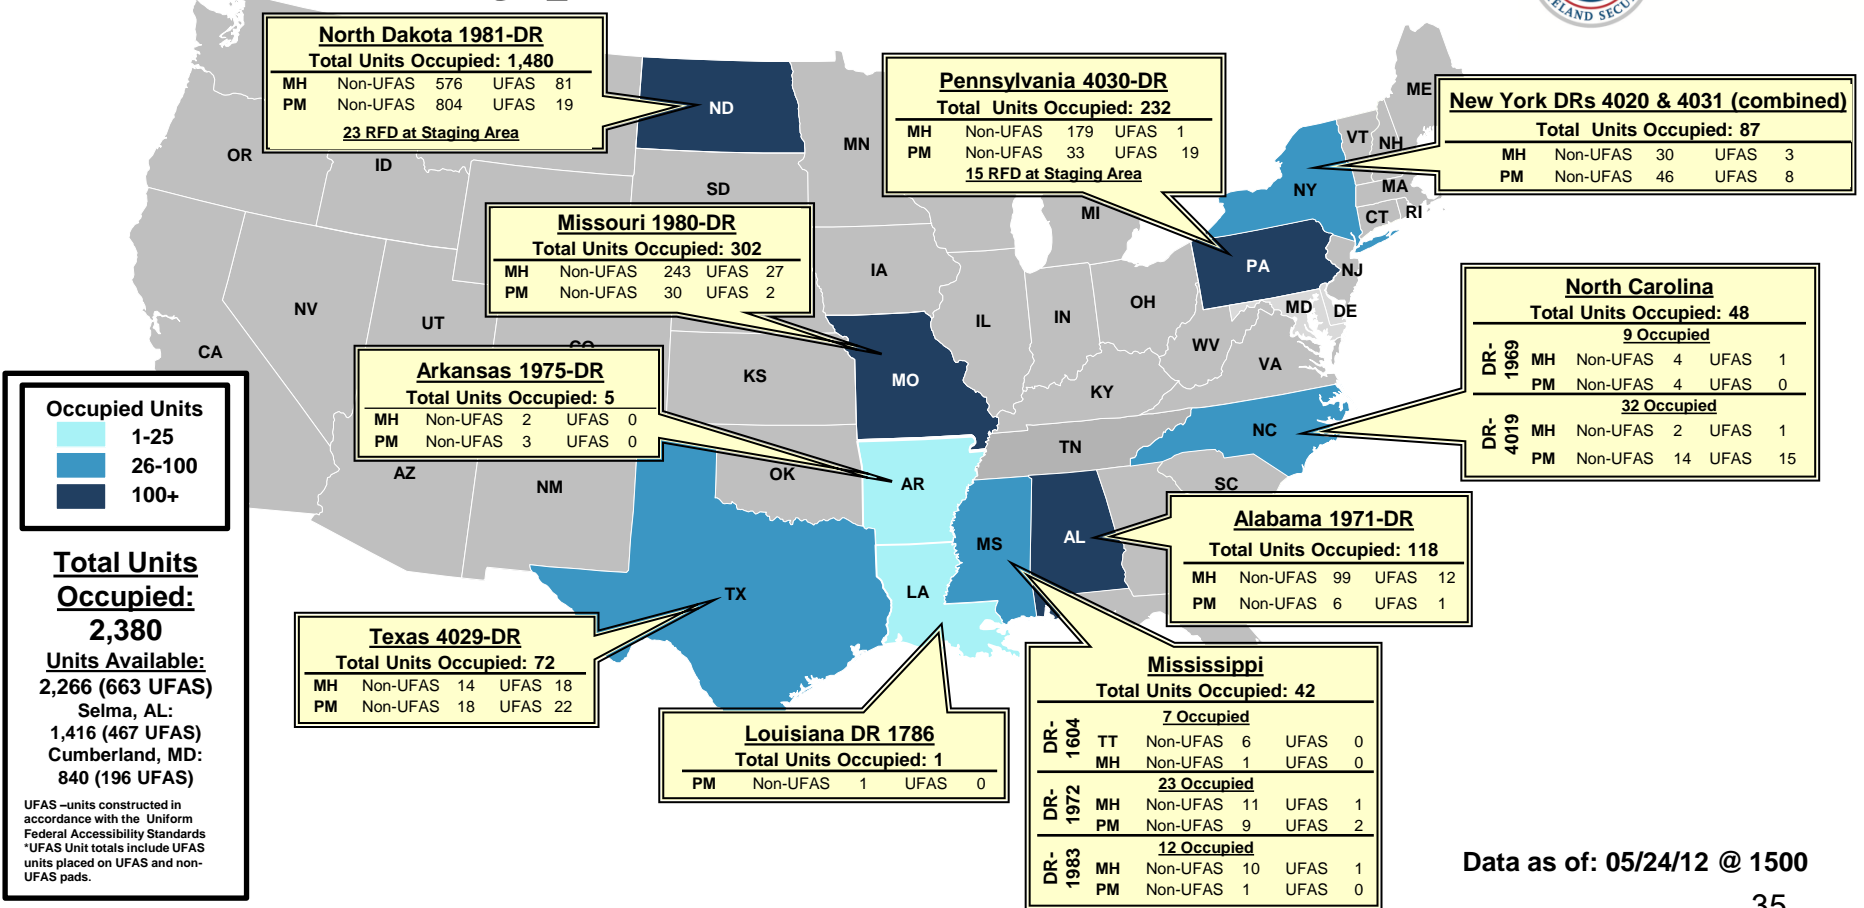 ELAND SECU
North Dakota 1981-DR
Total Units Occupied: 1,480
MH Non-UFAS 576 UFAS 81
PM Non-UFAS 804 UFAS 19
23 RFD at Staging Area
Pennsylvania 4030-DR
Total Units Occupied: 232
MH Non-UFAS 179 UFAS 1
PM Non-UFAS 33 UFAS 19
15 RFD at Staging Area
New York DRs 4020 & 4031 (combined)
Total Units Occupied: 87
MH Non-UFAS 30 UFAS 3
PM Non-UFAS 46 UFAS 8
Missouri 1980-DR
Total Units Occupied: 302
MH Non-UFAS 243 UFAS 27
PM Non-UFAS 30 UFAS 2
North Carolina
Total Units Occupied: 48
DR-1969
9 Occupied
MH Non-UFAS 4 UFAS 1
PM Non-UFAS 4 UFAS 0
DR-4019
32 Occupied
MH Non-UFAS 2 UFAS 1
PM Non-UFAS 14 UFAS 15
Arkansas 1975-DR
Total Units Occupied: 5
MH Non-UFAS 2 UFAS 0
PM Non-UFAS 3 UFAS 0
Alabama 1971-DR
Total Units Occupied: 118
MH Non-UFAS 99 UFAS 12
PM Non-UFAS 6 UFAS 1
Texas 4029-DR
Total Units Occupied: 72
MH Non-UFAS 14 UFAS 18
PM Non-UFAS 18 UFAS 22
Louisiana DR 1786
Total Units Occupied: 1
PM Non-UFAS 1 UFAS 0
Mississippi
Total Units Occupied: 42
DR-1604
7 Occupied
TT Non-UFAS 6 UFAS 0
MH Non-UFAS 1 UFAS 0
DR-1972
23 Occupied
MH Non-UFAS 11 UFAS 1
PM Non-UFAS 9 UFAS 2
DR-1983
12 Occupied
MH Non-UFAS 10 UFAS 1
PM Non-UFAS 1 UFAS 0
OR
ID
ND
SD
MN
MI
ME
VT
NH
NY
MA
CT
RI
PA
NJ
MD
DE
OH
IN
IL
IA
NV
UT
CO
CA
KS
MO
KY
WV
VA
NC
TN
SC
AZ
NM
OK
AR
MS
AL
LA
TX
Occupied Units
1-25
26-100
100+
Total Units
Occupied:
2,380
Units Available:
2,266 (663 UFAS)
Selma, AL:
1,416 (467 UFAS)
Cumberland, MD:
840 (196 UFAS)
UFAS –units constructed in
accordance with the Uniform
Federal Accessibility Standards
*UFAS Unit totals include UFAS
units placed on UFAS and non-
UFAS pads.
Data as of: 05/24/12 @ 1500
35